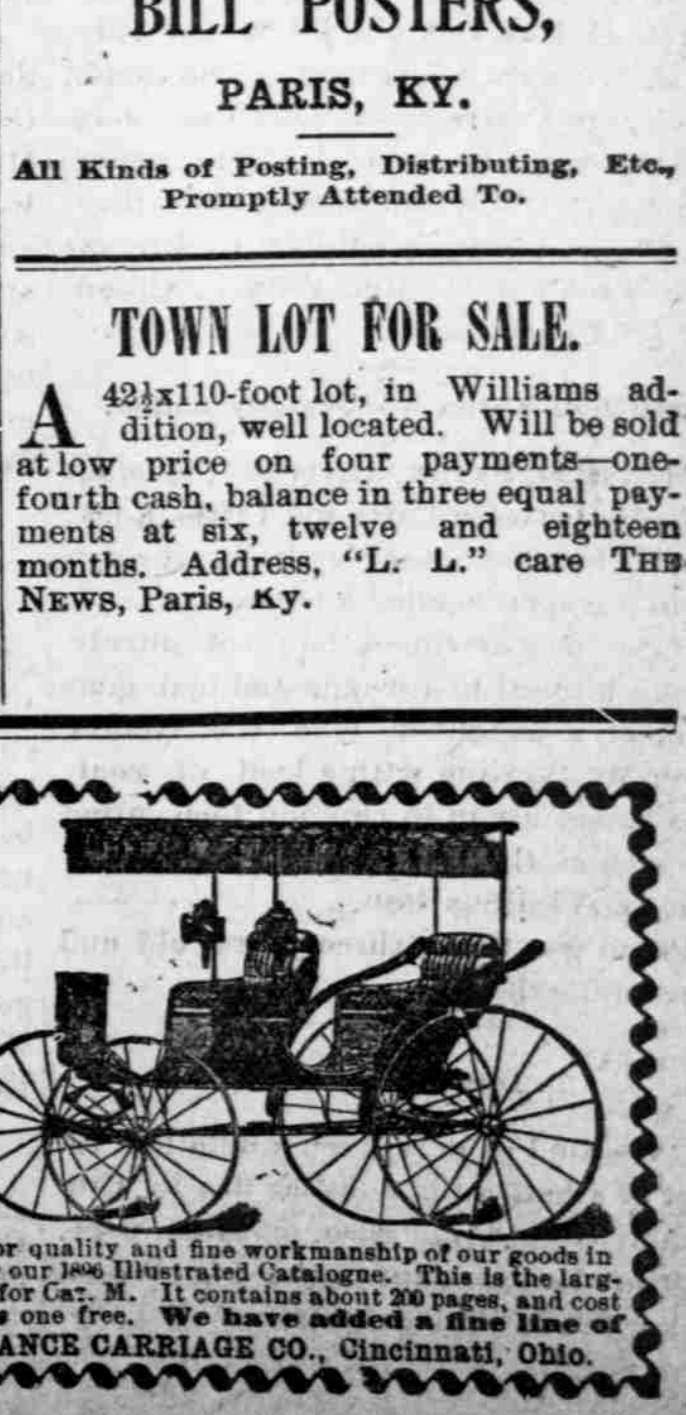 BILL POSTERS,
PARIS, KY.
All Kinds of Posting, Distributing, Etc.,
Promptly Attended To.
TOWN LOT FOR SALE.
A 42½x110-foot lot, in Williams ad-
dition, well located. Will be sold
at low price on four payments—one-
fourth cash, balance in three equal pay-
ments at six, twelve and eighteen
months. Address, "L. L." care THE
NEWS, Paris, Ky.
or quality and fine workmanship of our goods in
our 1896 Illustrated Catalogue. This is the larg-
for Cat. M. It contains about 200 pages, and cost
one free. We have added a fine line of
ANCE CARRIAGE CO., Cincinnati, Ohio.